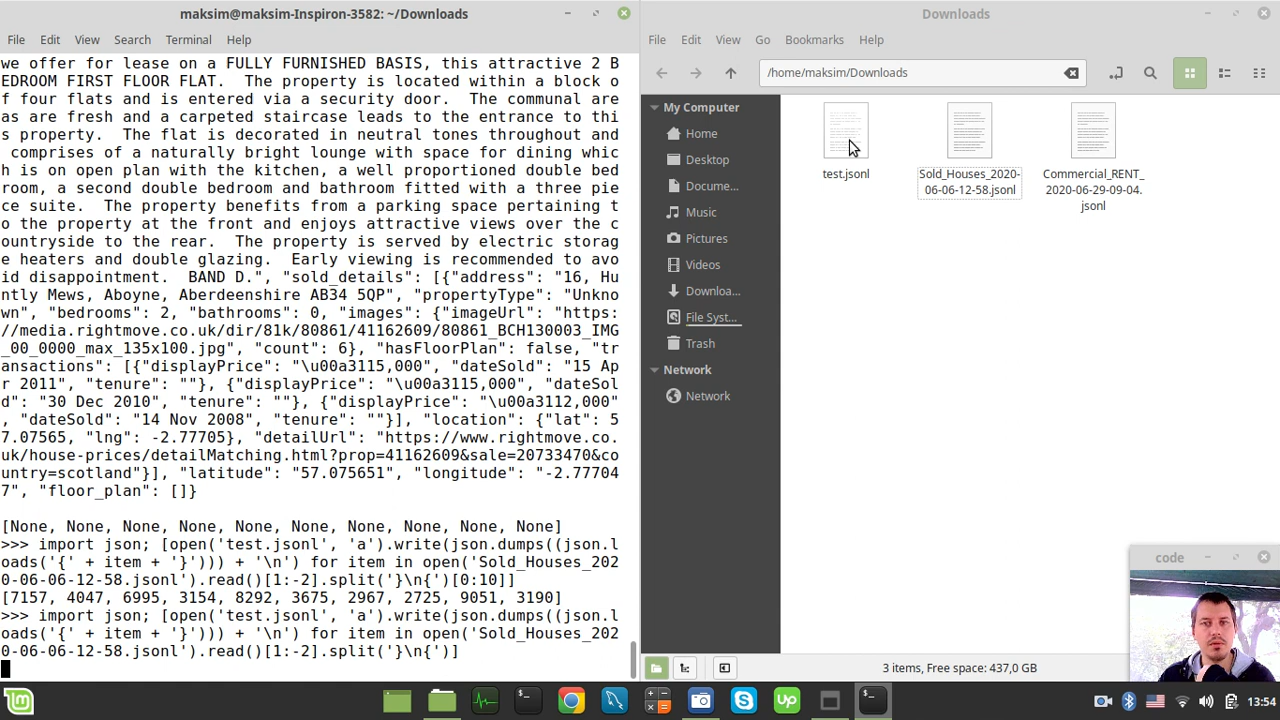 maksim@maksim-Inspiron-3582: ~/Downloads
File Edit View Search Terminal Help
we offer for lease on a FULLY FURNISHED BASIS, this attractive 2 B
EDROOM FIRST FLOOR FLAT.  The property is located within a block o
f four flats and is entered via a security door.  The communal are
as are fresh and a carpeted staircase leads to the entrance to thi
s property.  The flat is decorated in neutral tones throughout and
 comprises of a naturally bright lounge with space for dining whic
h is on open plan with the kitchen, a well proportioned double bed
room, a second double bedroom and bathroom fitted with a three pie
ce suite.  The property benefits from a parking space pertaining t
o the property at the front and enjoys attractive views over the c
ountryside to the rear.  The property is served by electric storag
e heaters and double glazing.  Early viewing is recommended to avo
id disappointment.  BAND D.", "sold_details": [{"address": "16, Hu
ntly Mews, Aboyne, Aberdeenshire AB34 5QP", "propertyType": "Unkno
wn", "bedrooms": 2, "bathrooms": 0, "images": {"imageUrl": "https:
//media.rightmove.co.uk/dir/81k/80861/41162609/80861_BCH130003_IMG
_00_0000_max_135x100.jpg", "count": 6}, "hasFloorPlan": false, "tr
ansactions": [{"displayPrice": "\u00a3115,000", "dateSold": "15 Ap
r 2011", "tenure": ""}, {"displayPrice": "\u00a3115,000", "dateSol
d": "30 Dec 2010", "tenure": ""}, {"displayPrice": "\u00a3112,000"
, "dateSold": "14 Nov 2008", "tenure": ""}], "location": {"lat": 5
7.07565, "lng": -2.77705}, "detailUrl": "https://www.rightmove.co.
uk/house-prices/detailMatching.html?prop=41162609&sale=20733470&co
untry=scotland"}], "latitude": "57.075651", "longitude": "-2.77704
7", "floor_plan": []}
[None, None, None, None, None, None, None, None, None, None]
>>> import json; [open('test.jsonl', 'a').write(json.dumps((json.l
oads('{' + item + '}'))) + '\n') for item in open('Sold_Houses_202
0-06-06-12-58.jsonl').read()[1:-2].split('}\n{')[0:10]]
[7157, 4047, 6995, 3154, 8292, 3675, 2967, 2725, 9051, 3190]
>>> import json; [open('test.jsonl', 'a').write(json.dumps((json.l
oads('{' + item + '}'))) + '\n') for item in open('Sold_Houses_202
0-06-06-12-58.jsonl').read()[1:-2].split('}\n{')]
Downloads
File Edit View Go Bookmarks Help
/home/maksim/Downloads
My Computer
Home
Desktop
Docume...
Music
Pictures
Videos
Downloa...
File Syst...
Trash
Network
Network
test.jsonl
Sold_Houses_2020-
06-06-12-58.jsonl
Commercial_RENT_
2020-06-29-09-04.
jsonl
code
3 items, Free space: 437,0 GB
13:54